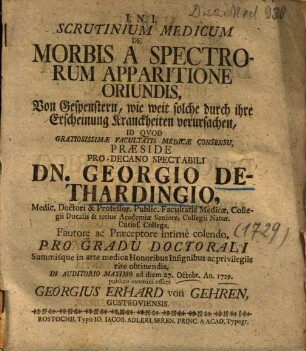 Diss. Med. 930
I. N. I.
SCRUTINIUM MEDICUM
DE
MORBIS A SPECTRO-
RUM APPARITIONE
ORIUNDIS,
Von Gespenstern, wie weit solche durch ihre
Erscheinung Kranckheiten verursachen,
ID QVOD
GRATIOSISSIMÆ FACULTATIS MEDICÆ CONSENSU,
PRÆSIDE
PRO-DECANO SPECTABILI
DN. GEORGIO DE-
THARDINGIO,
Medic. Doctori & Professor. Public. Facultatis Medicæ, Colle-
gii Ducalis & totius Academiæ Seniore, Collegii Natur.
Curios. Collega.
Fautore ac Præceptore intimè colendo,
(1729)
PRO GRADU DOCTORALI
Summisque in arte medica Honoribus Insignibus ac privilegiis
rite obtinendis,
IN AUDITORIO MAXIMO ad diem 27. Octobr. An. 1729.
publico examini offert
GEORGIUS ERHARD von GEHREN,
GUSTROVIENSIS.
ROSTOCHII, Typis IO. IACOB. ADLERI, SEREN. PRINC. & ACAD. Typogr.